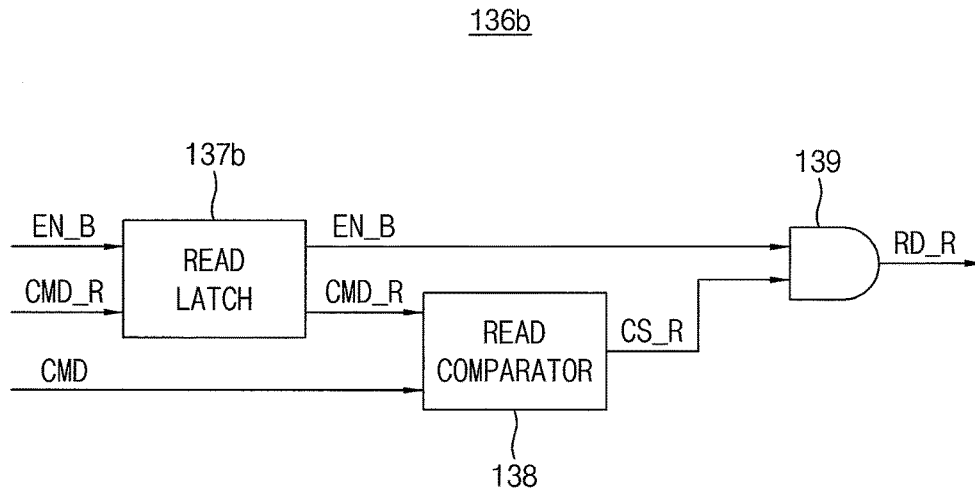 136b
137b
139
EN_B
EN_B
RD_R
READ
LATCH
CMD_R
CMD_R
READ
COMPARATOR
CS_R
CMD
138